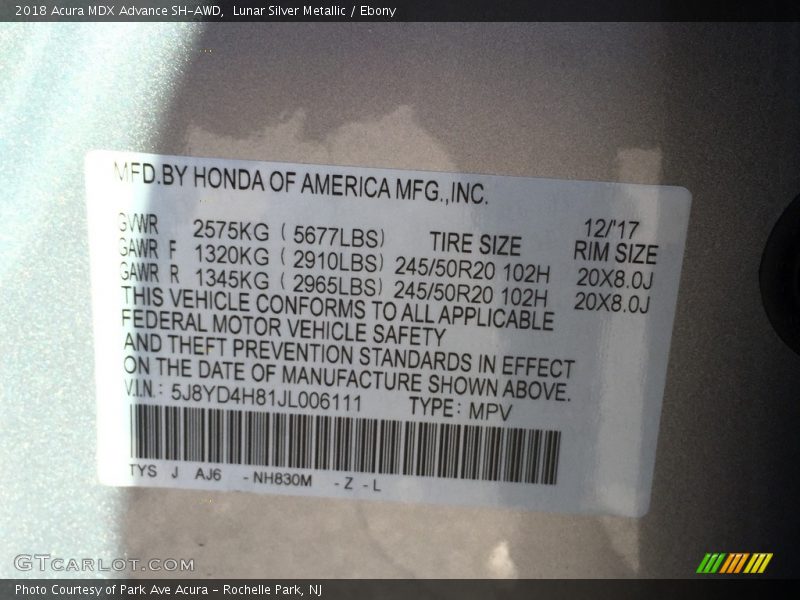 2018 Acura MDX Advance SH-AWD,  Lunar Silver Metallic / Ebony
MFD.BY HONDA OF AMERICA MFG.,INC.
12/'17
GVWR 2575KG ( 5677LBS) TIRE SIZE RIM SIZE
GAWR F 1320KG ( 2910LBS) 245/50R20 102H 20X8.0J
GAWR R 1345KG ( 2965LBS) 245/50R20 102H 20X8.0J
THIS VEHICLE CONFORMS TO ALL APPLICABLE
FEDERAL MOTOR VEHICLE SAFETY
AND THEFT PREVENTION STANDARDS IN EFFECT
ON THE DATE OF MANUFACTURE SHOWN ABOVE.
V.I.N.: 5J8YD4H81JL006111 TYPE: MPV
TYS J AJ6 -NH830M -Z -L
GTCARLOT.COM
Photo Courtesy of Park Ave Acura - Rochelle Park, NJ